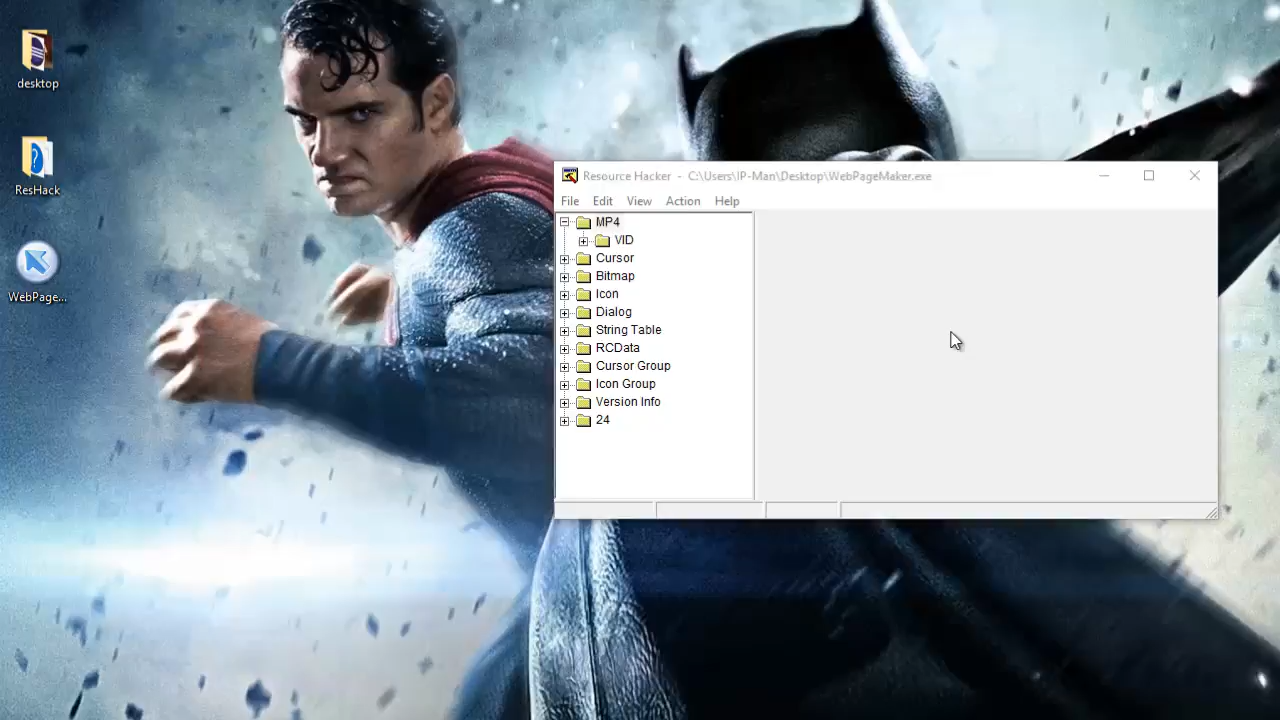 desktop
ResHack
WebPage...
Resource Hacker - C:\Users\IP-Man\Desktop\WebPageMaker.exe
File Edit View Action Help
MP4
VID
Cursor
Bitmap
Icon
Dialog
String Table
RCData
Cursor Group
Icon Group
Version Info
24